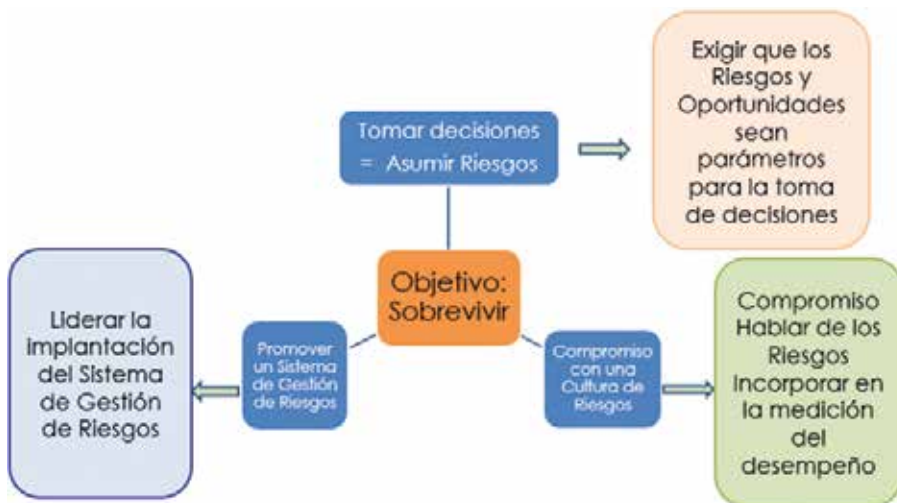 Exigir que los
Riesgos y
Oportunidades
sean
parámetros
para la toma
de decisiones
Tomar decisiones
= Asumir Riesgos
Objetivo:
Sobrevivir
Liderar la
implantación
del Sistema
de Gestión
de Riesgos
Promover
un Sistema
de Gestión
de Riesgos
Compromiso
con una
Cultura de
Riesgos
Compromiso
Hablar de los
Riesgos
Incorporar en
la medición
del
desempeño